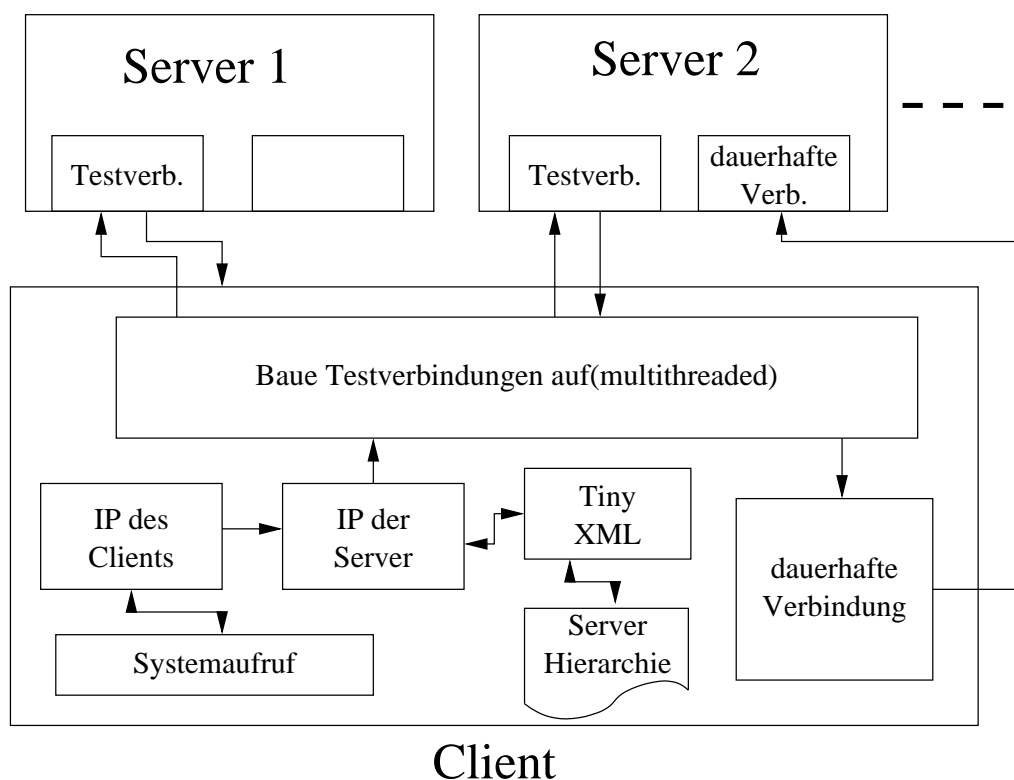 Server 1
Server 2
Testverb.
Testverb.
dauerhafte
Verb.
Baue Testverbindungen auf(multithreaded)
IP des
Clients
IP der
Server
Tiny
XML
dauerhafte
Verbindung
Systemaufruf
Server
Hierarchie
Client